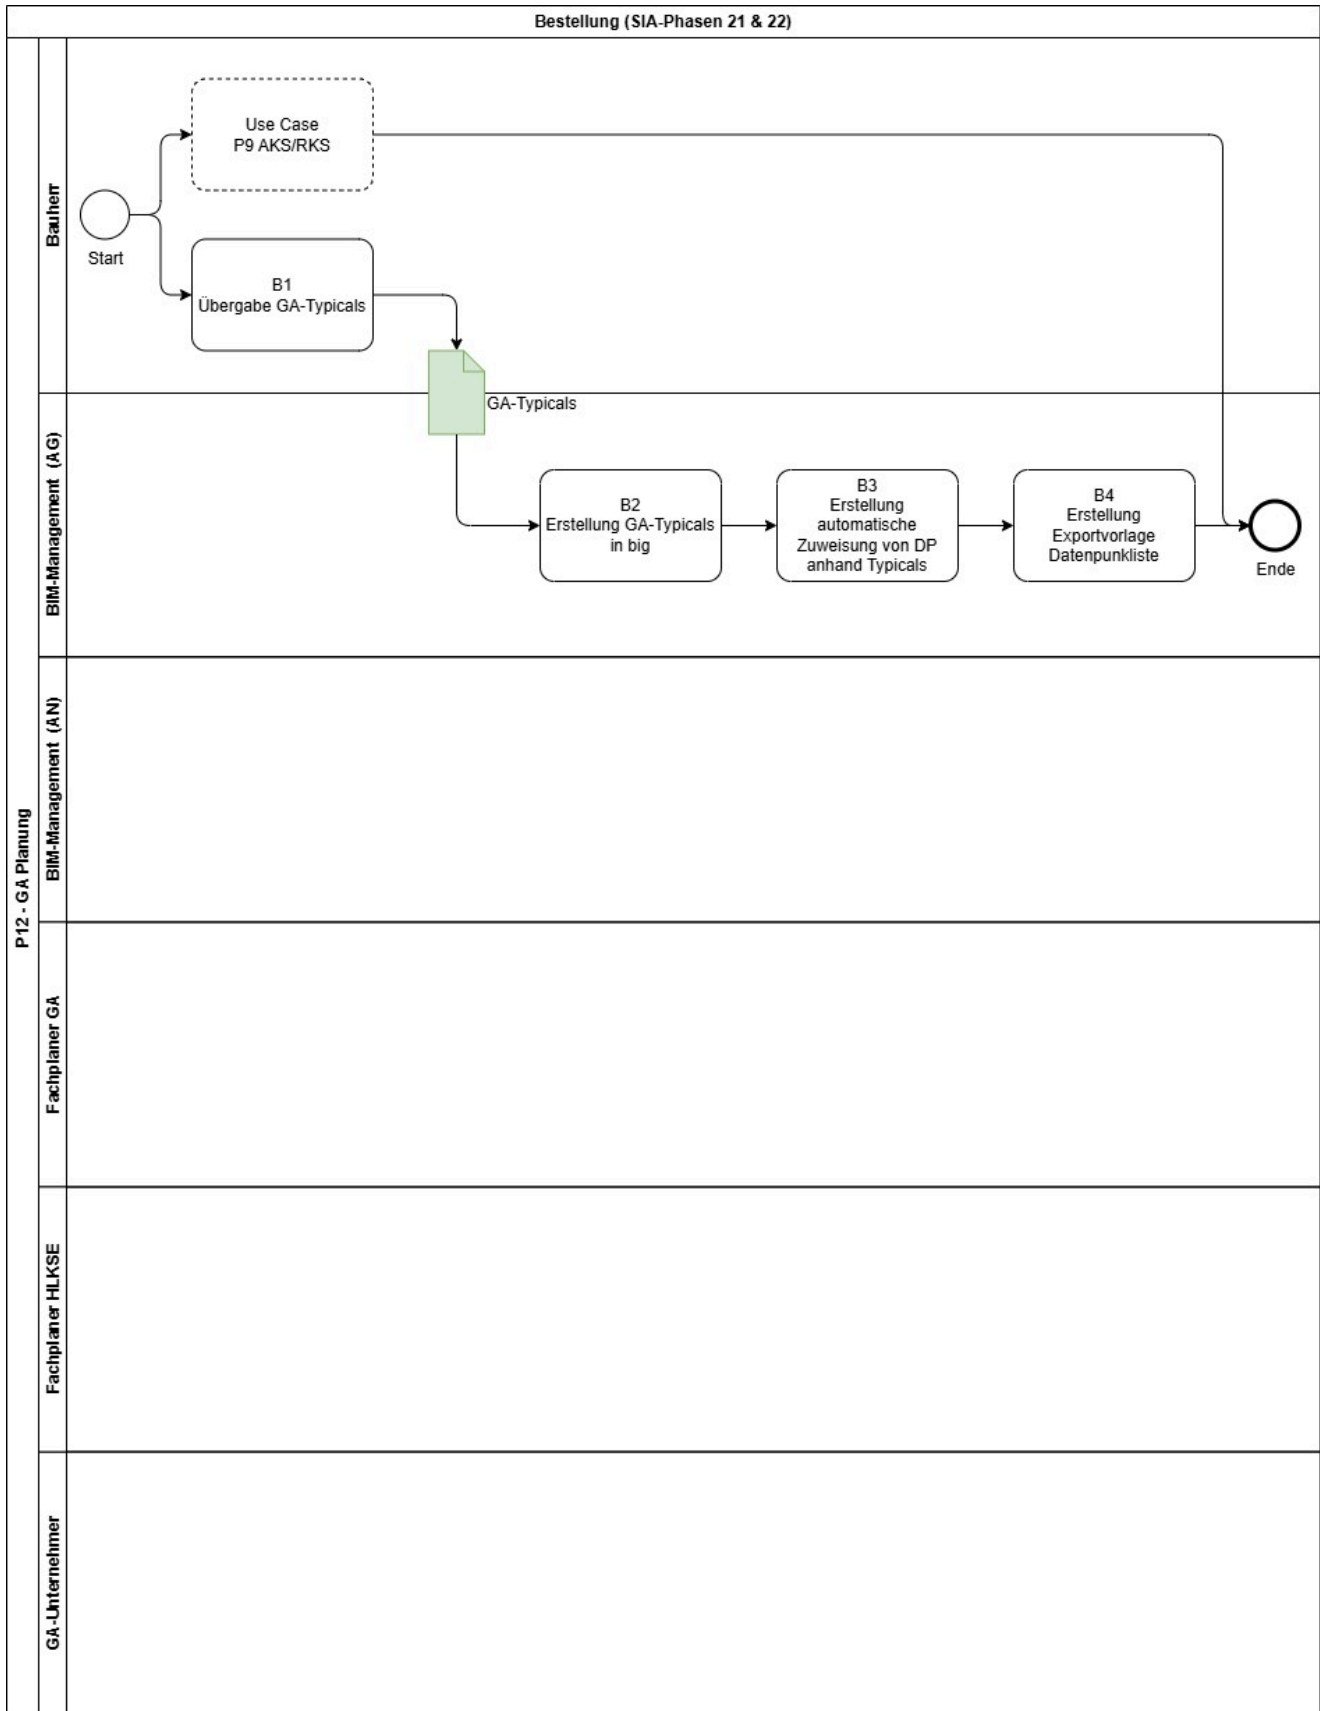 Bestellung (SIA-Phasen 21 & 22)
P12 - GA Planung
Bauherr
Start
Use Case
P9 AKS/RKS
B1
Übergabe GA-Typicals
GA-Typicals
BIM-Management (AG)
B2
Erstellung GA-Typicals
in big
B3
Erstellung
automatische
Zuweisung von DP
anhand Typicals
B4
Erstellung
Exportvorlage
Datenpunkliste
Ende
BIM-Management (AN)
Fachplaner GA
Fachplaner HLKSE
GA-Unternehmer